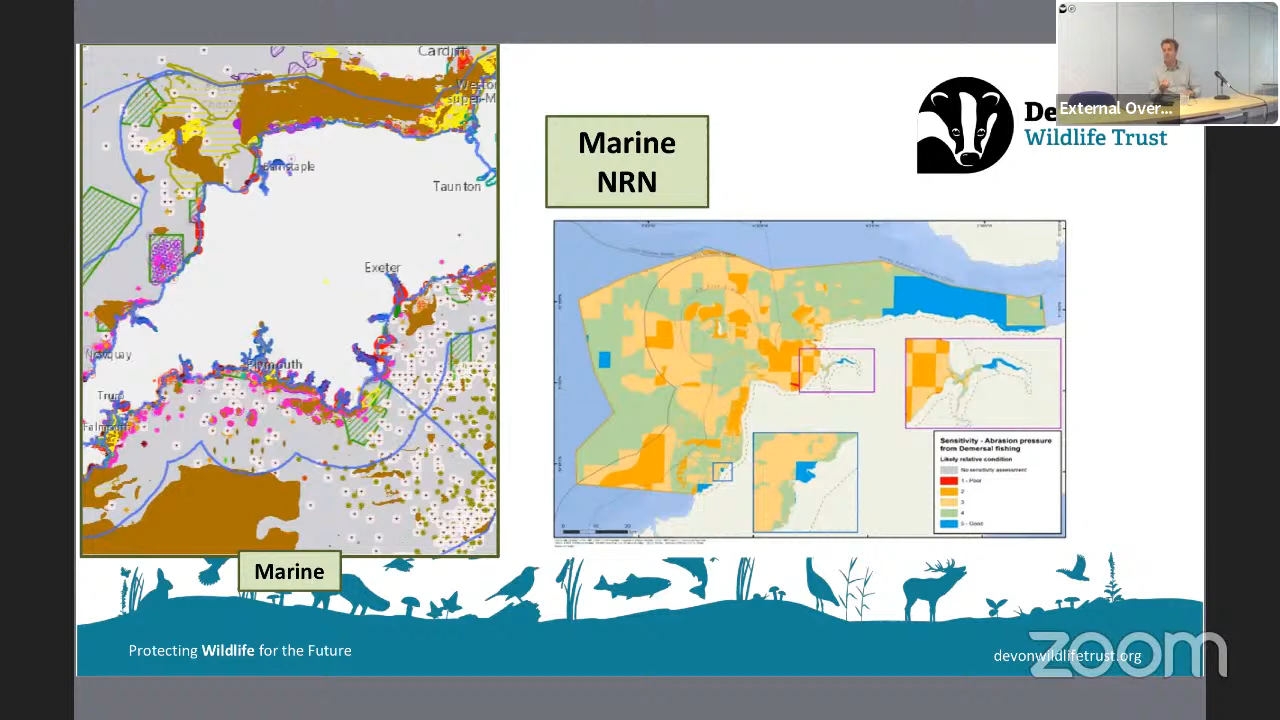 Cardiff
Weston
super-M
Barnstaple
Taunton
Exeter
Newquay
Plymouth
Truro
Falmouth
Marine
Marine
NRN
De
Wildlife Trust
External Over...
Sensitivity - Abrasion pressure
from Demersal fishing
Likely relative condition
No sensitivity assessment
1 - Poor
2
3
4
5 - Good
Protecting Wildlife for the Future
devonwildlifetrust.org
zoom